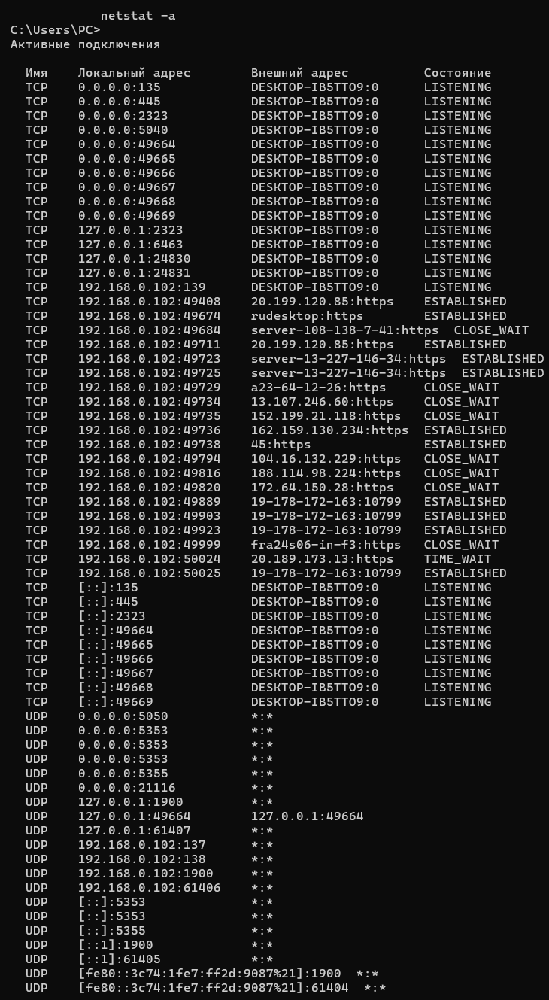 netstat -a
C:\Users\PC>
Активные подключения
Имя Локальный адрес Внешний адрес Состояние
TCP 0.0.0.0:135 DESKTOP-IB5TTO9:0 LISTENING
TCP 0.0.0.0:445 DESKTOP-IB5TTO9:0 LISTENING
TCP 0.0.0.0:2323 DESKTOP-IB5TTO9:0 LISTENING
TCP 0.0.0.0:5040 DESKTOP-IB5TTO9:0 LISTENING
TCP 0.0.0.0:49664 DESKTOP-IB5TTO9:0 LISTENING
TCP 0.0.0.0:49665 DESKTOP-IB5TTO9:0 LISTENING
TCP 0.0.0.0:49666 DESKTOP-IB5TTO9:0 LISTENING
TCP 0.0.0.0:49667 DESKTOP-IB5TTO9:0 LISTENING
TCP 0.0.0.0:49668 DESKTOP-IB5TTO9:0 LISTENING
TCP 0.0.0.0:49669 DESKTOP-IB5TTO9:0 LISTENING
TCP 127.0.0.1:2323 DESKTOP-IB5TTO9:0 LISTENING
TCP 127.0.0.1:6463 DESKTOP-IB5TTO9:0 LISTENING
TCP 127.0.0.1:24830 DESKTOP-IB5TTO9:0 LISTENING
TCP 127.0.0.1:24831 DESKTOP-IB5TTO9:0 LISTENING
TCP 192.168.0.102:139 DESKTOP-IB5TTO9:0 LISTENING
TCP 192.168.0.102:49408 20.199.120.85:https ESTABLISHED
TCP 192.168.0.102:49674 rudesktop:https ESTABLISHED
TCP 192.168.0.102:49684 server-108-138-7-41:https CLOSE_WAIT
TCP 192.168.0.102:49711 20.199.120.85:https ESTABLISHED
TCP 192.168.0.102:49723 server-13-227-146-34:https ESTABLISHED
TCP 192.168.0.102:49725 server-13-227-146-34:https ESTABLISHED
TCP 192.168.0.102:49729 a23-64-12-26:https CLOSE_WAIT
TCP 192.168.0.102:49734 13.107.246.60:https CLOSE_WAIT
TCP 192.168.0.102:49735 152.199.21.118:https CLOSE_WAIT
TCP 192.168.0.102:49736 162.159.130.234:https ESTABLISHED
TCP 192.168.0.102:49738 45:https ESTABLISHED
TCP 192.168.0.102:49794 104.16.132.229:https CLOSE_WAIT
TCP 192.168.0.102:49816 188.114.98.224:https CLOSE_WAIT
TCP 192.168.0.102:49820 172.64.150.28:https CLOSE_WAIT
TCP 192.168.0.102:49889 19-178-172-163:10799 ESTABLISHED
TCP 192.168.0.102:49903 19-178-172-163:10799 ESTABLISHED
TCP 192.168.0.102:49923 19-178-172-163:10799 ESTABLISHED
TCP 192.168.0.102:49999 fra24s06-in-f3:https CLOSE_WAIT
TCP 192.168.0.102:50024 20.189.173.13:https TIME_WAIT
TCP 192.168.0.102:50025 19-178-172-163:10799 ESTABLISHED
TCP [::]:135 DESKTOP-IB5TTO9:0 LISTENING
TCP [::]:445 DESKTOP-IB5TTO9:0 LISTENING
TCP [::]:2323 DESKTOP-IB5TTO9:0 LISTENING
TCP [::]:49664 DESKTOP-IB5TTO9:0 LISTENING
TCP [::]:49665 DESKTOP-IB5TTO9:0 LISTENING
TCP [::]:49666 DESKTOP-IB5TTO9:0 LISTENING
TCP [::]:49667 DESKTOP-IB5TTO9:0 LISTENING
TCP [::]:49668 DESKTOP-IB5TTO9:0 LISTENING
TCP [::]:49669 DESKTOP-IB5TTO9:0 LISTENING
UDP 0.0.0.0:5050 *:*
UDP 0.0.0.0:5353 *:*
UDP 0.0.0.0:5353 *:*
UDP 0.0.0.0:5353 *:*
UDP 0.0.0.0:5355 *:*
UDP 0.0.0.0:21116 *:*
UDP 127.0.0.1:1900 *:*
UDP 127.0.0.1:49664 127.0.0.1:49664
UDP 127.0.0.1:61407 *:*
UDP 192.168.0.102:137 *:*
UDP 192.168.0.102:138 *:*
UDP 192.168.0.102:1900 *:*
UDP 192.168.0.102:61406 *:*
UDP [::]:5353 *:*
UDP [::]:5353 *:*
UDP [::]:5355 *:*
UDP [::1]:1900 *:*
UDP [::1]:61405 *:*
UDP [fe80::3c74:1fe7:ff2d:9087%21]:1900 *:*
UDP [fe80::3c74:1fe7:ff2d:9087%21]:61404 *:*